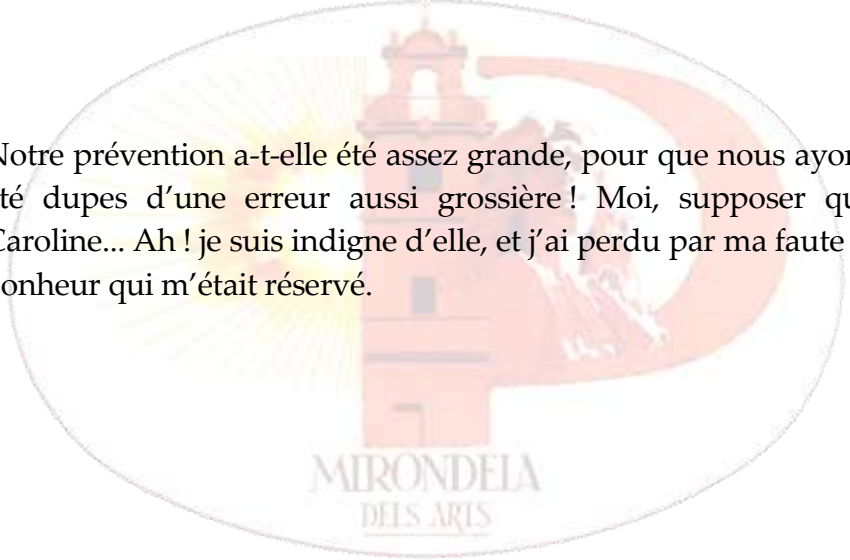 Notre prévention a-t-elle été assez grande, pour que nous ayon
té dupes d'une erreur aussi grossière ! Moi, supposer qu
Caroline... Ah ! je suis indigne d'elle, et j'ai perdu par ma faute
onheur qui m'était réservé.
MIRONDELA
DELS ARTS